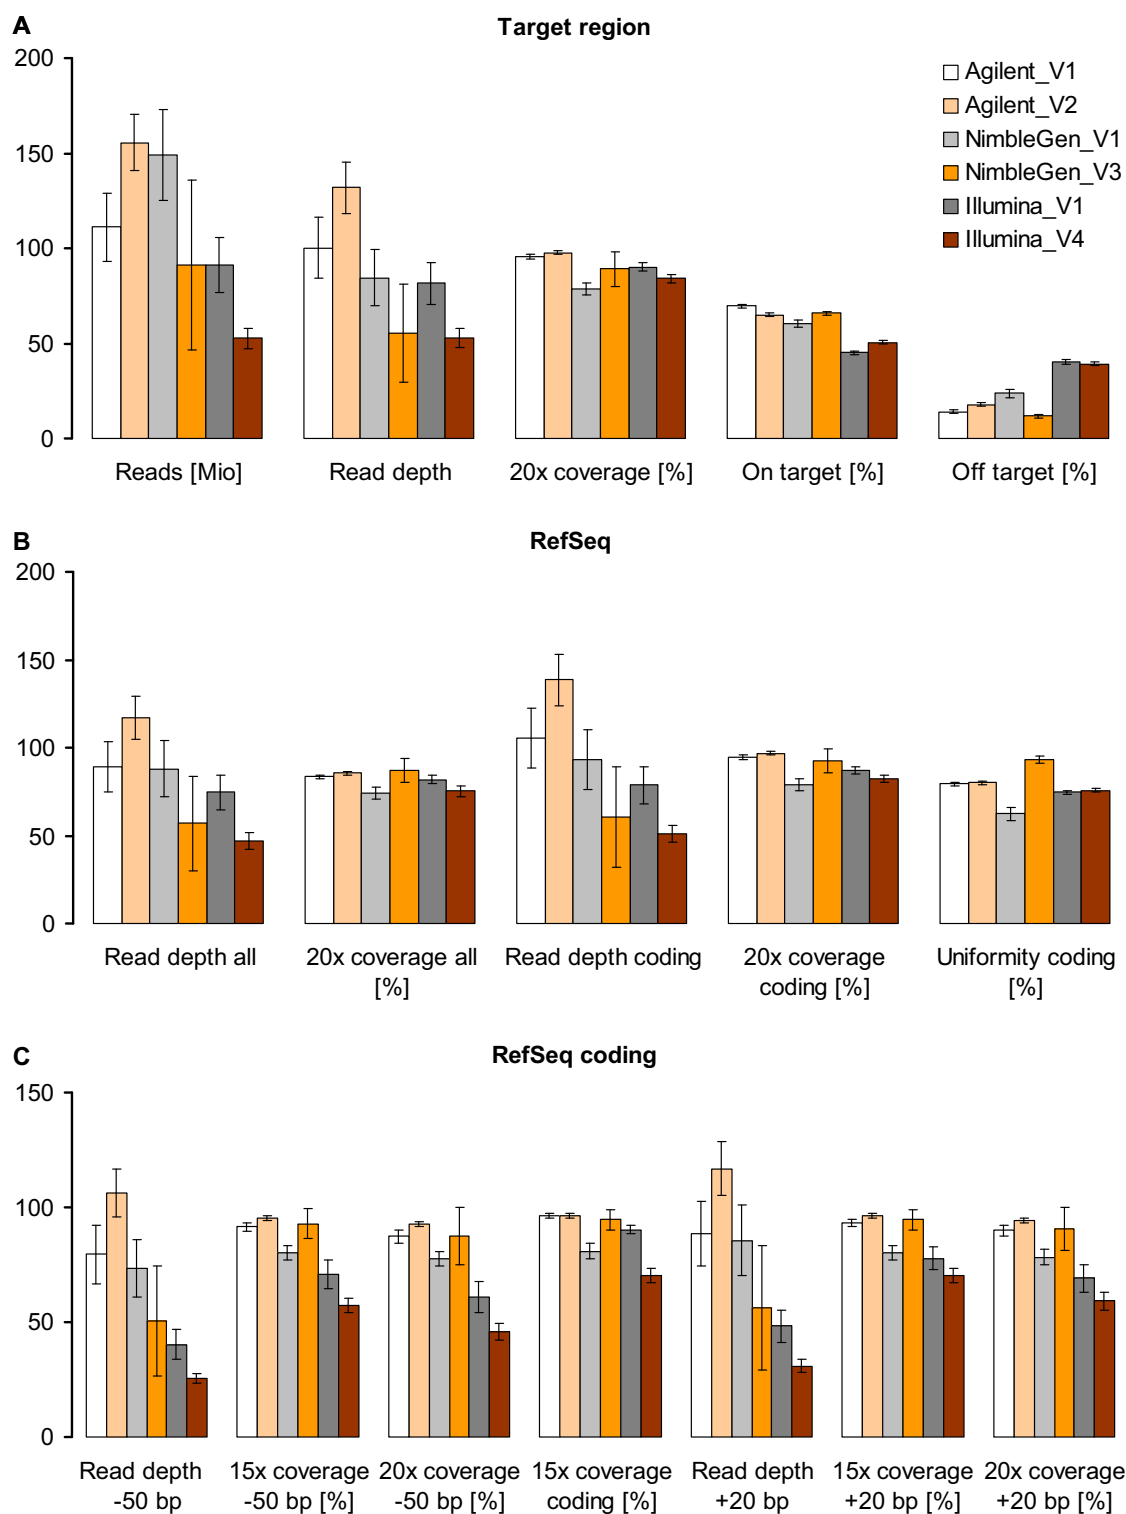 A
Target region
200
150
100
50
0
Agilent_V1
Agilent_V2
NimbleGen_V1
NimbleGen_V3
Illumina_V1
Illumina_V4
Reads [Mio]
Read depth
20x coverage [%]
On target [%]
Off target [%]
B
RefSeq
200
150
100
50
0
Read depth all
20x coverage all
[%]
Read depth coding
20x coverage
coding [%]
Uniformity coding
[%]
C
RefSeq coding
150
100
50
0
Read depth
-50 bp
15x coverage
-50 bp [%]
20x coverage
-50 bp [%]
15x coverage
coding [%]
Read depth
+20 bp
15x coverage
+20 bp [%]
20x coverage
+20 bp [%]